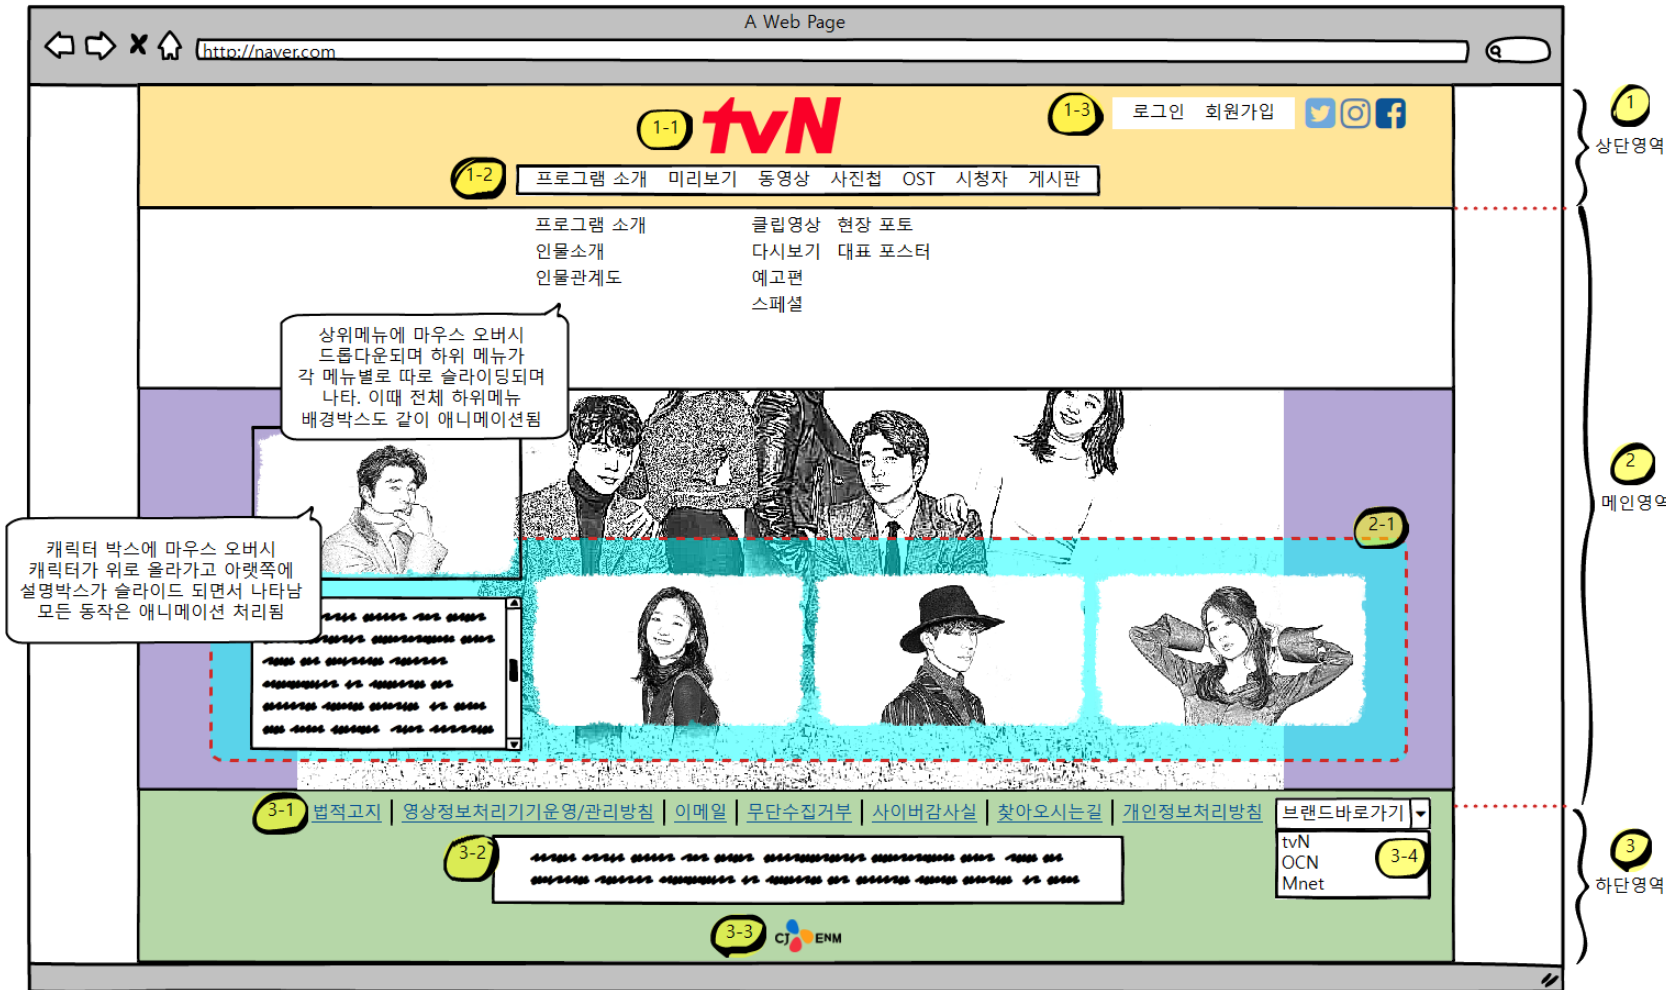 A Web Page
http://naver.com
1
상단영역
1-1
tvN
1-3
로그인 회원가입
1-2
프로그램 소개 미리보기 동영상 사진첩 OST 시청자 게시판
프로그램 소개
인물소개
인물관계도
클립영상
다시보기
예고편
스페셜
현장 포토
대표 포스터
상위메뉴에 마우스 오버시
드롭다운되며 하위 메뉴가
각 메뉴별로 따로 슬라이딩되며
나타. 이때 전체 하위메뉴
배경박스도 같이 애니메이션됨
2
메인영역
2-1
캐릭터 박스에 마우스 오버시
캐릭터가 위로 올라가고 아랫쪽에
설명박스가 슬라이드 되면서 나타남
모든 동작은 애니메이션 처리됨
3-1
법적고지 | 영상정보처리기기운영/관리방침 | 이메일 | 무단수집거부 | 사이버감사실 | 찾아오시는길 | 개인정보처리방침
브랜드바로가기
tvN
OCN
Mnet
3-4
3
하단영역
3-2
3-3
CJ ENM